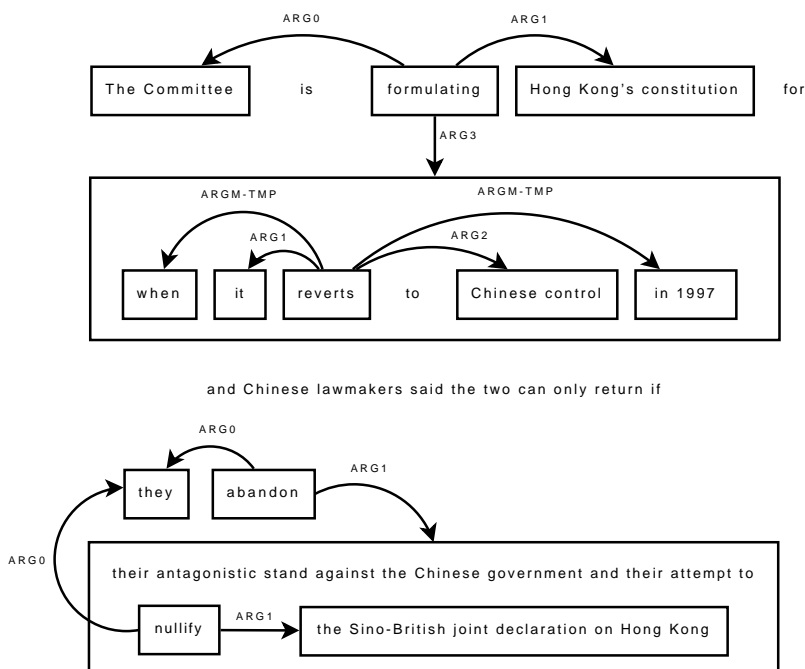 ARG0 ARG1
The Committee is formulating Hong Kong's constitution for
ARG3
ARGM-TMP ARGM-TMP
ARG1 ARG2
when it reverts to Chinese control in 1997
and Chinese lawmakers said the two can only return if
ARG0
ARG1
they abandon
ARG0
their antagonistic stand against the Chinese government and their attempt to
ARG1
nullify the Sino-British joint declaration on Hong Kong